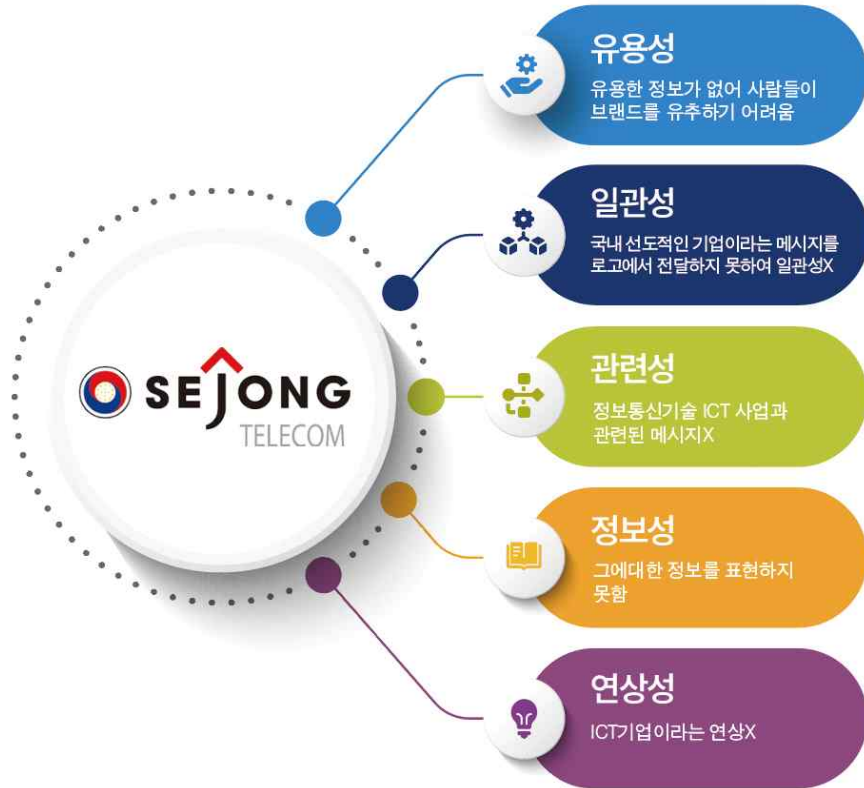 SEJONG
TELECOM
유용성
유용한 정보가 없어 사람들이
브랜드를 유추하기 어려움
일관성
국내 선도적인 기업이라는 메시지를
로고에서 전달하지 못하여 일관성X
관련성
정보통신기술 ICT 사업과
관련된 메시지X
정보성
그에대한 정보를 표현하지
못함
연상성
ICT기업이라는 연상X